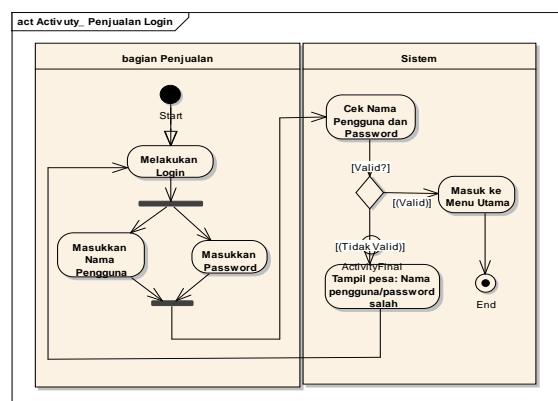 act Activuty_ Penjualan Login
bagian Penjualan
Sistem
Start
Melakukan
Login
Masukkan
Nama
Pengguna
Masukkan
Password
Cek Nama
Pengguna dan
Password
[Valid?]
[(Valid)]
Masuk ke
Menu Utama
[(Tidak Valid)]
ActivityFinal
Tampil pesa: Nama
pengguna/password
salah
End